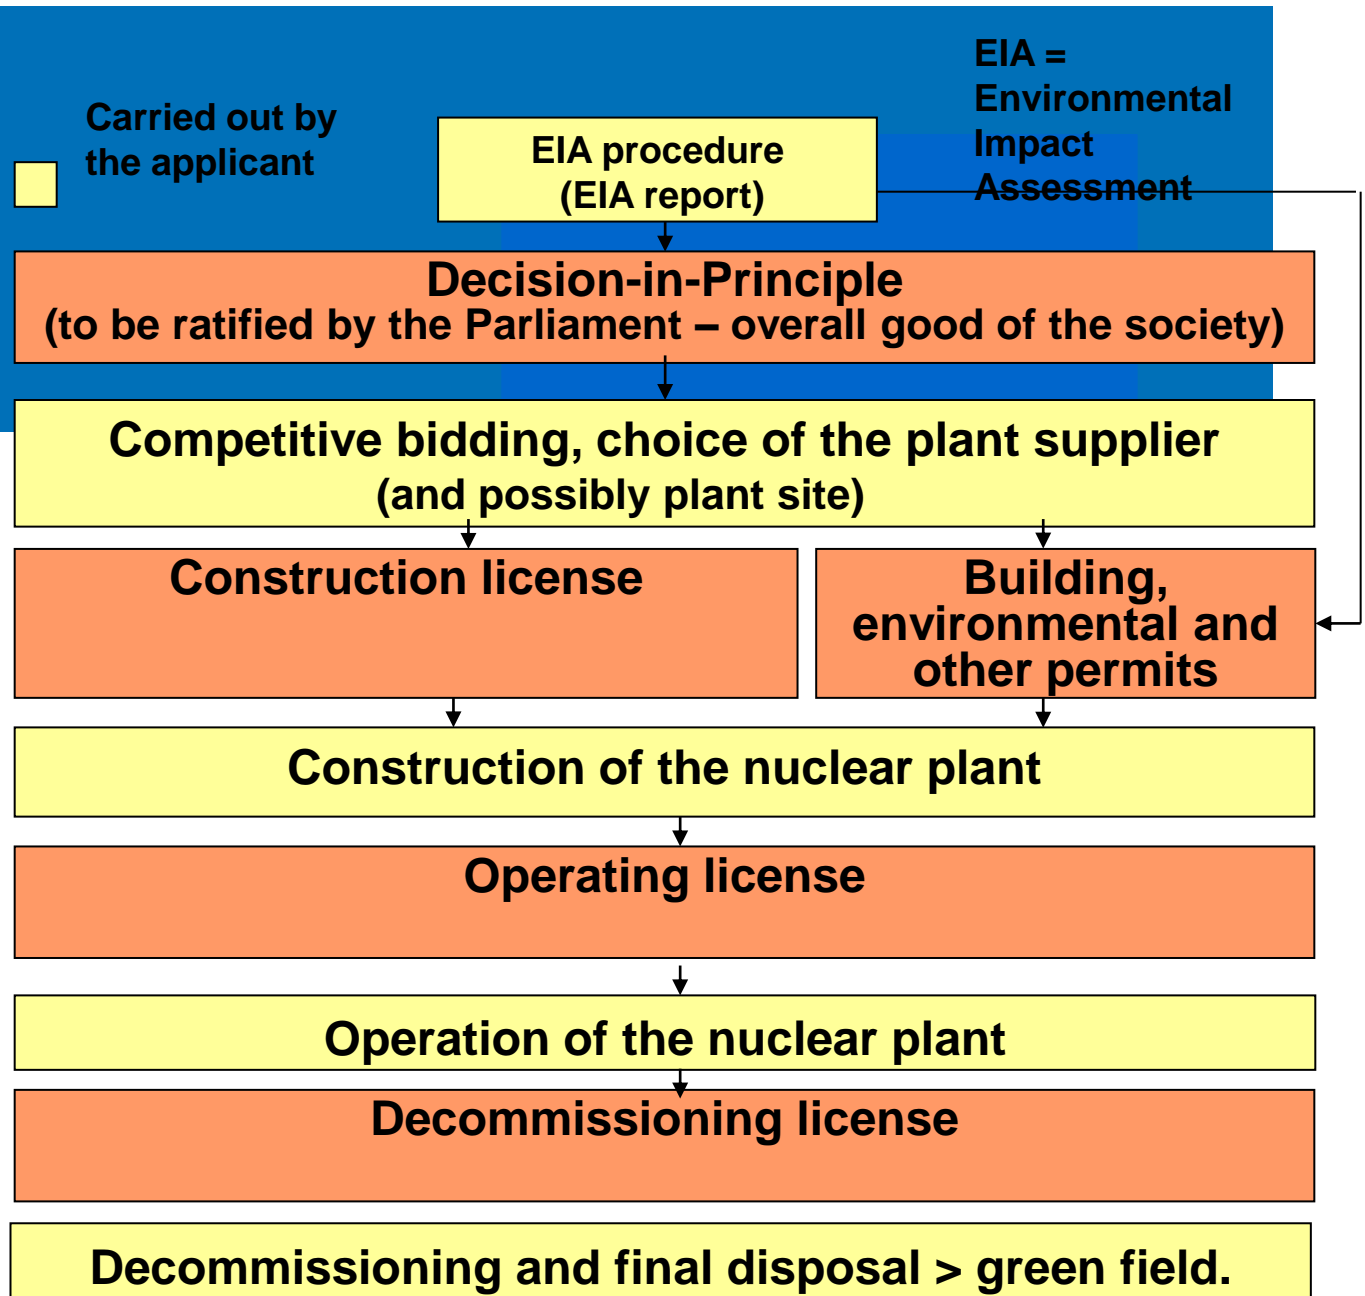 Carried out by
the applicant
EIA =
Environmental
Impact
Assessment
EIA procedure
(EIA report)
Decision-in-Principle
(to be ratified by the Parliament – overall good of the society)
Competitive bidding, choice of the plant supplier
(and possibly plant site)
Construction license
Building,
environmental and
other permits
Construction of the nuclear plant
Operating license
Operation of the nuclear plant
Decommissioning license
Decommissioning and final disposal > green field.